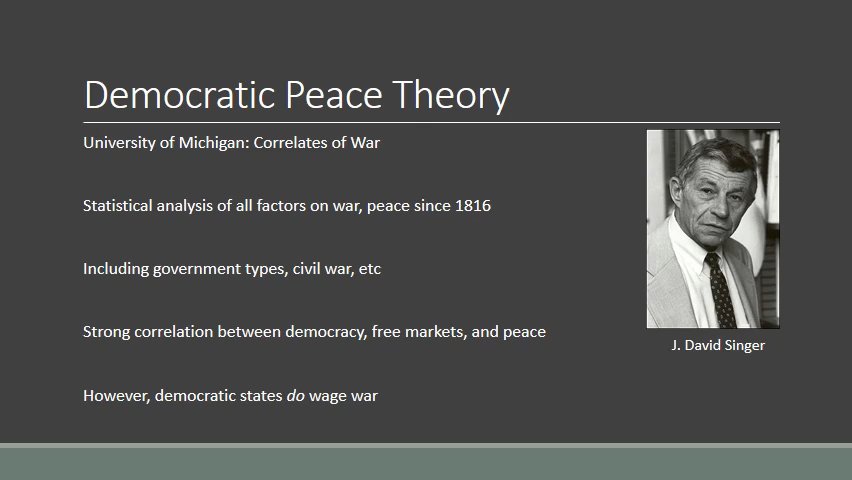 Democratic Peace Theory
University of Michigan: Correlates of War
Statistical analysis of all factors on war, peace since 1816
Including government types, civil war, etc
Strong correlation between democracy, free markets, and peace
However, democratic states do wage war
J. David Singer